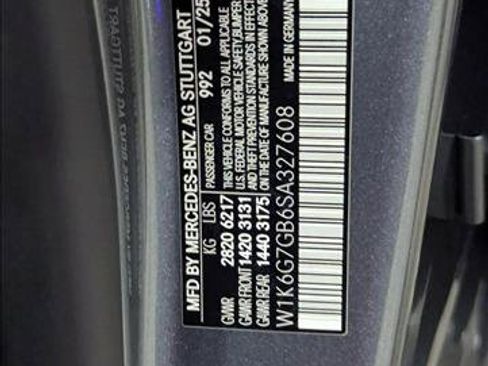 MFD BY MERCEDES-BENZ AG STUTTGART
PASSENGER CAR 992 01/25
KG LBS
GVWR 2820 6217
GAWR FRONT 1420 3131
GAWR REAR 1440 3175
THIS VEHICLE CONFORMS TO ALL APPLICABLE
U.S. FEDERAL MOTOR VEHICLE SAFETY, BUMPER,
AND THEFT PREVENTION STANDARDS IN EFFECT
ON THE DATE OF MANUFACTURE SHOWN ABOVE
W1K6G7GB6SA327608
MADE IN GERMANY